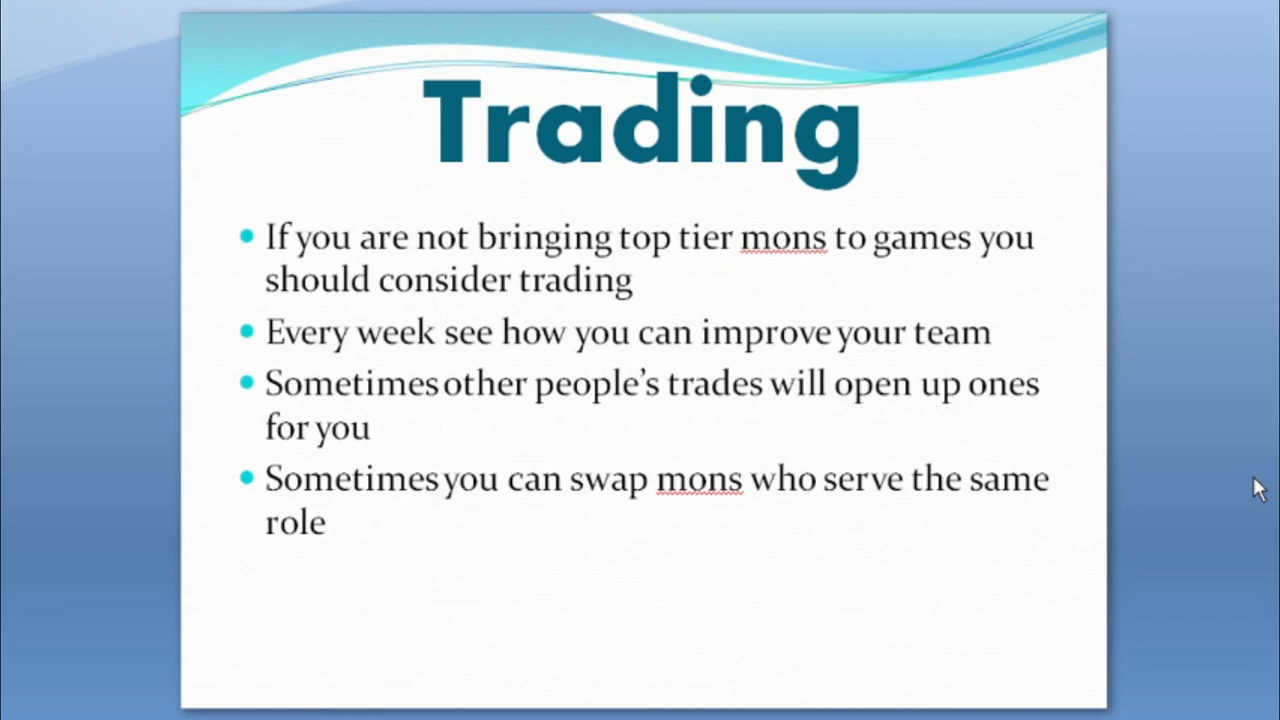 Trading
If you are not bringing top tier mons to games you
should consider trading
Every week see how you can improve your team
Sometimes other people's trades will open up ones
for you
Sometimes you can swap mons who serve the same
role